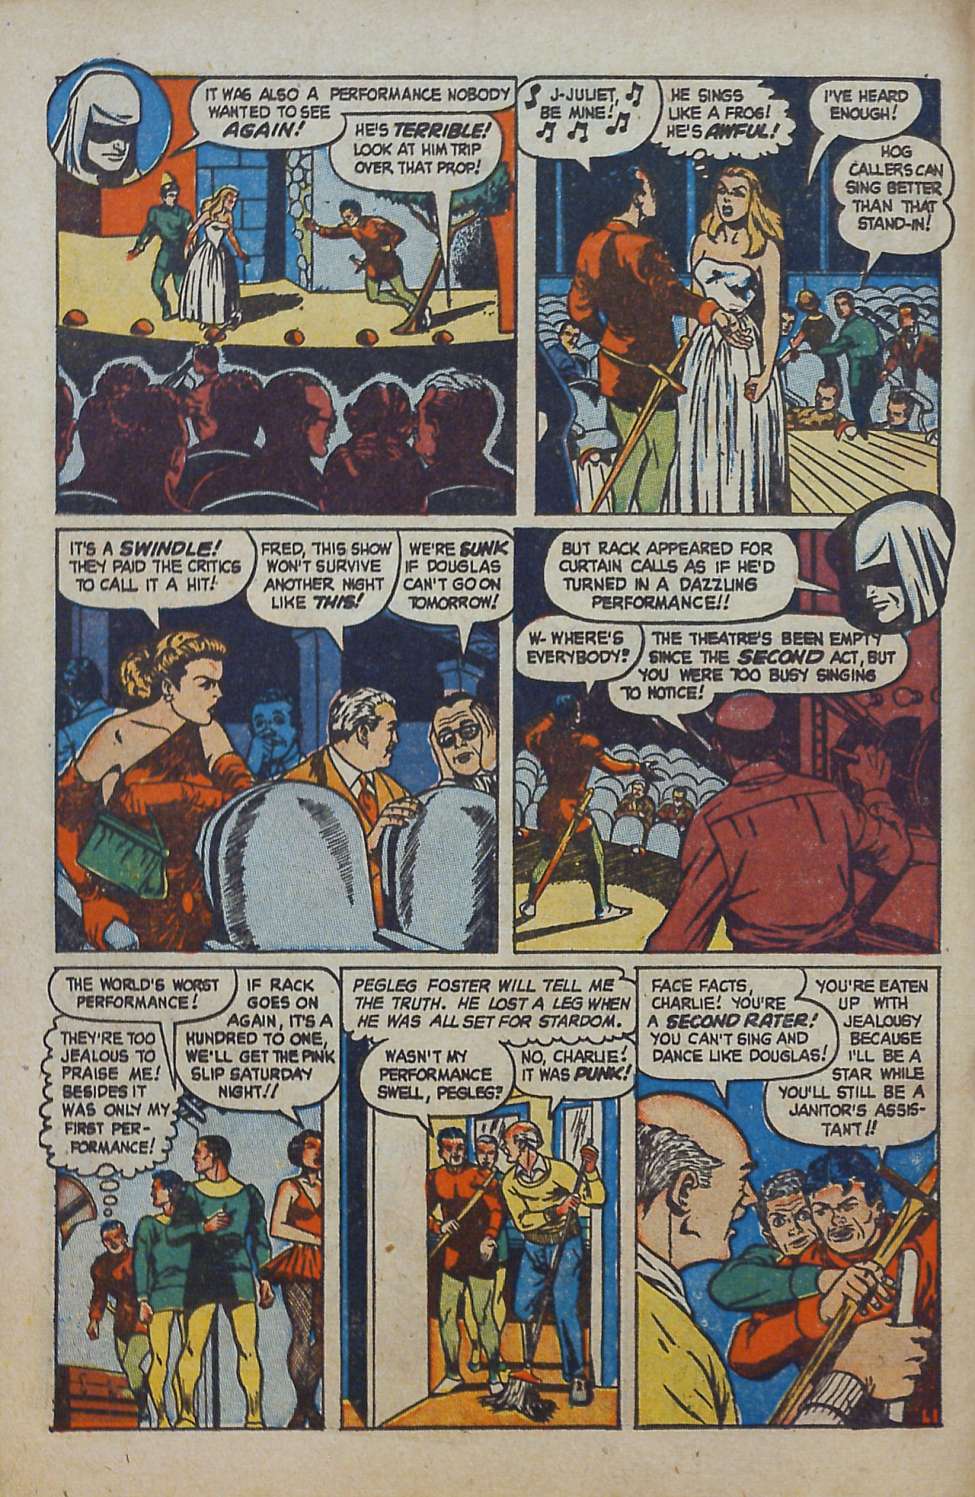 IT WAS ALSO A PERFORMANCE NOBODY
WANTED TO SEE
AGAIN!
HE'S TERRIBLE!
LOOK AT HIM TRIP
OVER THAT PROP!
J-JULIET,
BE MINE!
HE SINGS
LIKE A FROG!
HE'S AWFUL!
I'VE HEARD
ENOUGH!
HOG
CALLERS CAN
SING BETTER
THAN THAT
STAND-IN!
IT'S A SWINDLE!
THEY PAID THE CRITICS
TO CALL IT A HIT!
FRED, THIS SHOW
WON'T SURVIVE
ANOTHER NIGHT
LIKE THIS!
WE'RE SUNK
IF DOUGLAS
CAN'T GO ON
TOMORROW!
BUT RACK APPEARED FOR
CURTAIN CALLS AS IF HE'D
TURNED IN A DAZZLING
PERFORMANCE!!
W-WHERE'S
EVERYBODY?
THE THEATRE'S BEEN EMPTY
SINCE THE SECOND ACT, BUT
YOU WERE TOO BUSY SINGING
TO NOTICE!
THE WORLD'S WORST
PERFORMANCE!
THEY'RE TOO
JEALOUS TO
PRAISE ME!
BESIDES IT
WAS ONLY MY
FIRST PER-
FORMANCE!
IF RACK
GOES ON
AGAIN, IT'S A
HUNDRED TO ONE,
WE'LL GET THE PINK
SLIP SATURDAY
NIGHT!!
PEGLEG FOSTER WILL TELL ME
THE TRUTH. HE LOST A LEG WHEN
HE WAS ALL SET FOR STARDOM.
WASN'T MY
PERFORMANCE
SWELL, PEGLEG?
NO, CHARLIE!
IT WAS PUNK!
FACE FACTS,
CHARLIE! YOU'RE
A SECOND RATER!
YOU CAN'T SING AND
DANCE LIKE DOUGLAS!
YOU'RE EATEN
UP WITH
JEALOUSY
BECAUSE
I'LL BE A
STAR WHILE
YOU'LL STILL BE A
JANITOR'S ASSIS-
TANT!!